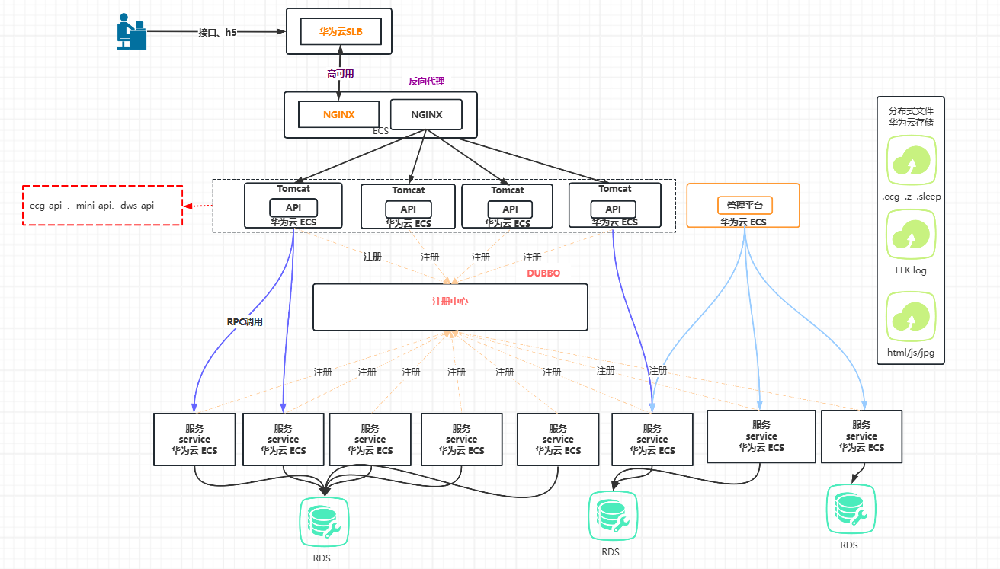 接口、h5
华为云SLB
高可用
反向代理
NGINX
NGINX
ECS
分布式文件
华为云存储
.ecg .z .sleep
ELK log
html/js/jpg
ecg-api 、mini-api、dws-api
Tomcat
API
华为云 ECS
Tomcat
API
华为云 ECS
Tomcat
API
华为云 ECS
Tomcat
API
华为云 ECS
管理平台
华为云 ECS
注册
注册
注册
注册
DUBBO
注册中心
RPC调用
注册
注册
注册
注册
注册
注册
注册
注册
服务
service
华为云 ECS
服务
service
华为云 ECS
服务
service
华为云 ECS
服务
service
华为云 ECS
服务
service
华为云 ECS
服务
service
华为云 ECS
服务
service
华为云 ECS
服务
service
华为云 ECS
RDS
RDS
RDS